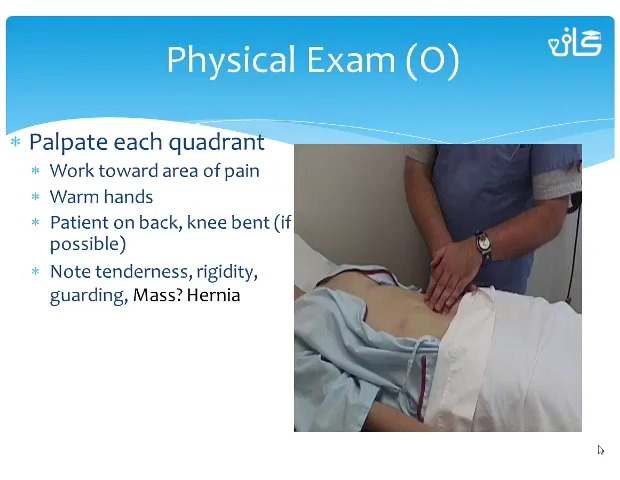 Physical Exam (O)
Palpate each quadrant
Work toward area of pain
Warm hands
Patient on back, knee bent (if
possible)
Note tenderness, rigidity,
guarding, Mass? Hernia